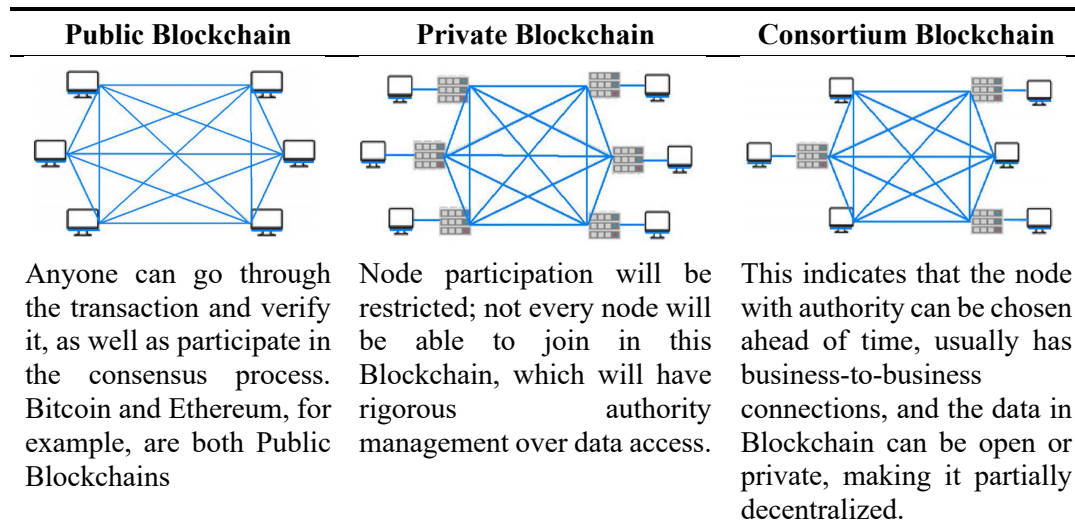 Public Blockchain
Private Blockchain
Consortium Blockchain
Anyone can go through
the transaction and verify
it, as well as participate in
the consensus process.
Bitcoin and Ethereum, for
example, are both Public
Blockchains
Node participation will be
restricted; not every node will
be able to join in this
Blockchain, which will have
rigorous authority
management over data access.
This indicates that the node
with authority can be chosen
ahead of time, usually has
business-to-business
connections, and the data in
Blockchain can be open or
private, making it partially
decentralized.